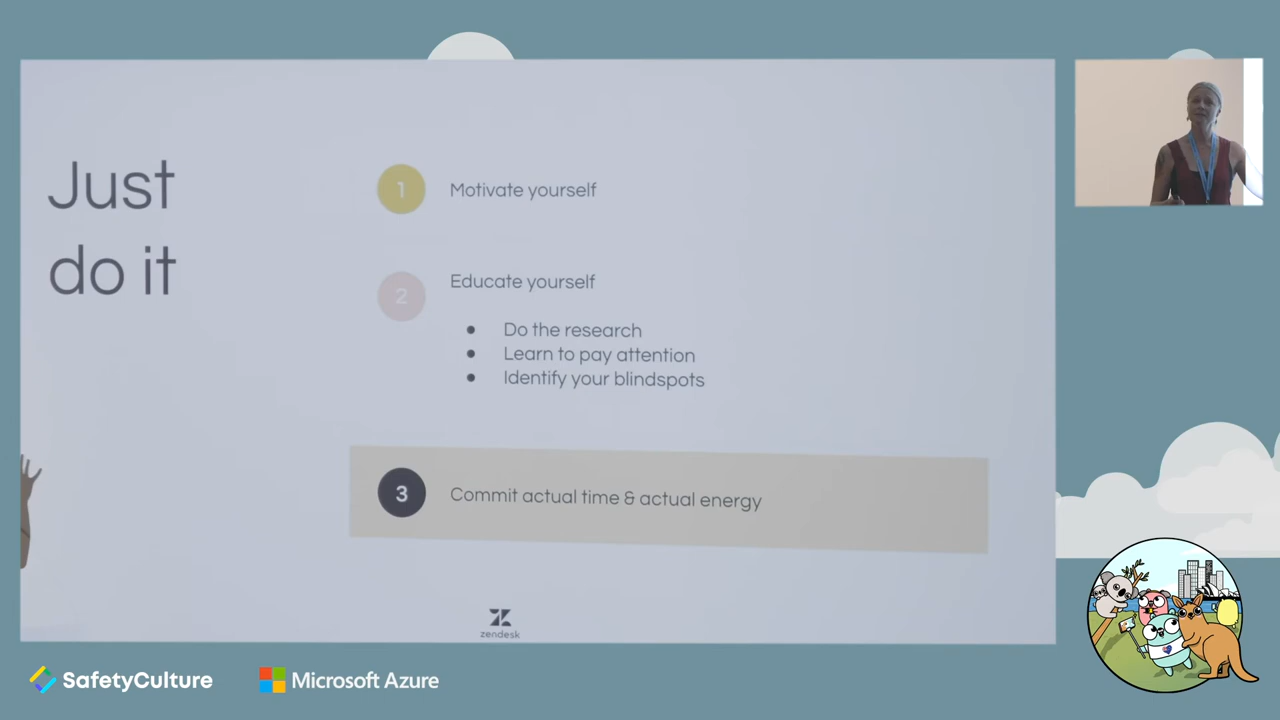 Just
do it
1
Motivate yourself
2
Educate yourself
● Do the research
● Learn to pay attention
● Identify your blindspots
3
Commit actual time & actual energy
zendesk
SafetyCulture
Microsoft Azure